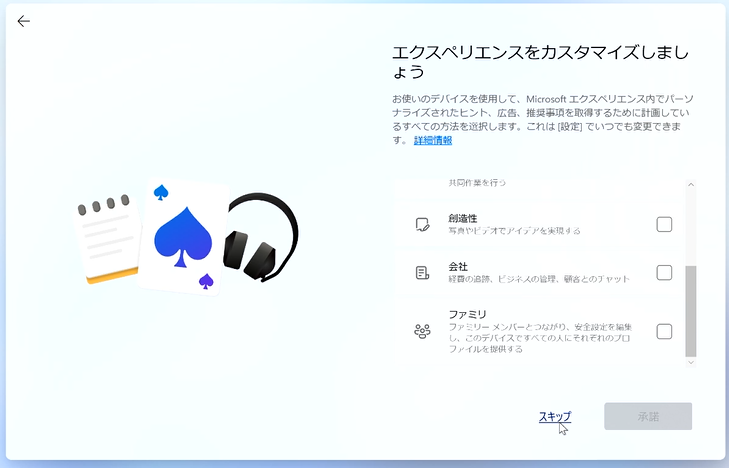 エクスペリエンスをカスタマイズしまし
ょう
お使いのデバイスを使用して、Microsoft エクスペリエンス内でパーソ
ナライズされたヒント、広告、推奨事項を取得するために計画してい
るすべての方法を選択します。これは [設定] でいつでも変更できま
す。 詳細情報
共同作業を行う
創造性
写真やビデオでアイデアを実現する
会社
経費の追跡、ビジネスの管理、顧客とのチャット
ファミリ
ファミリー メンバーとつながり、安全設定を編集
し、このデバイスですべての人にそれぞれのプロ
ファイルを提供する
スキップ
承諾